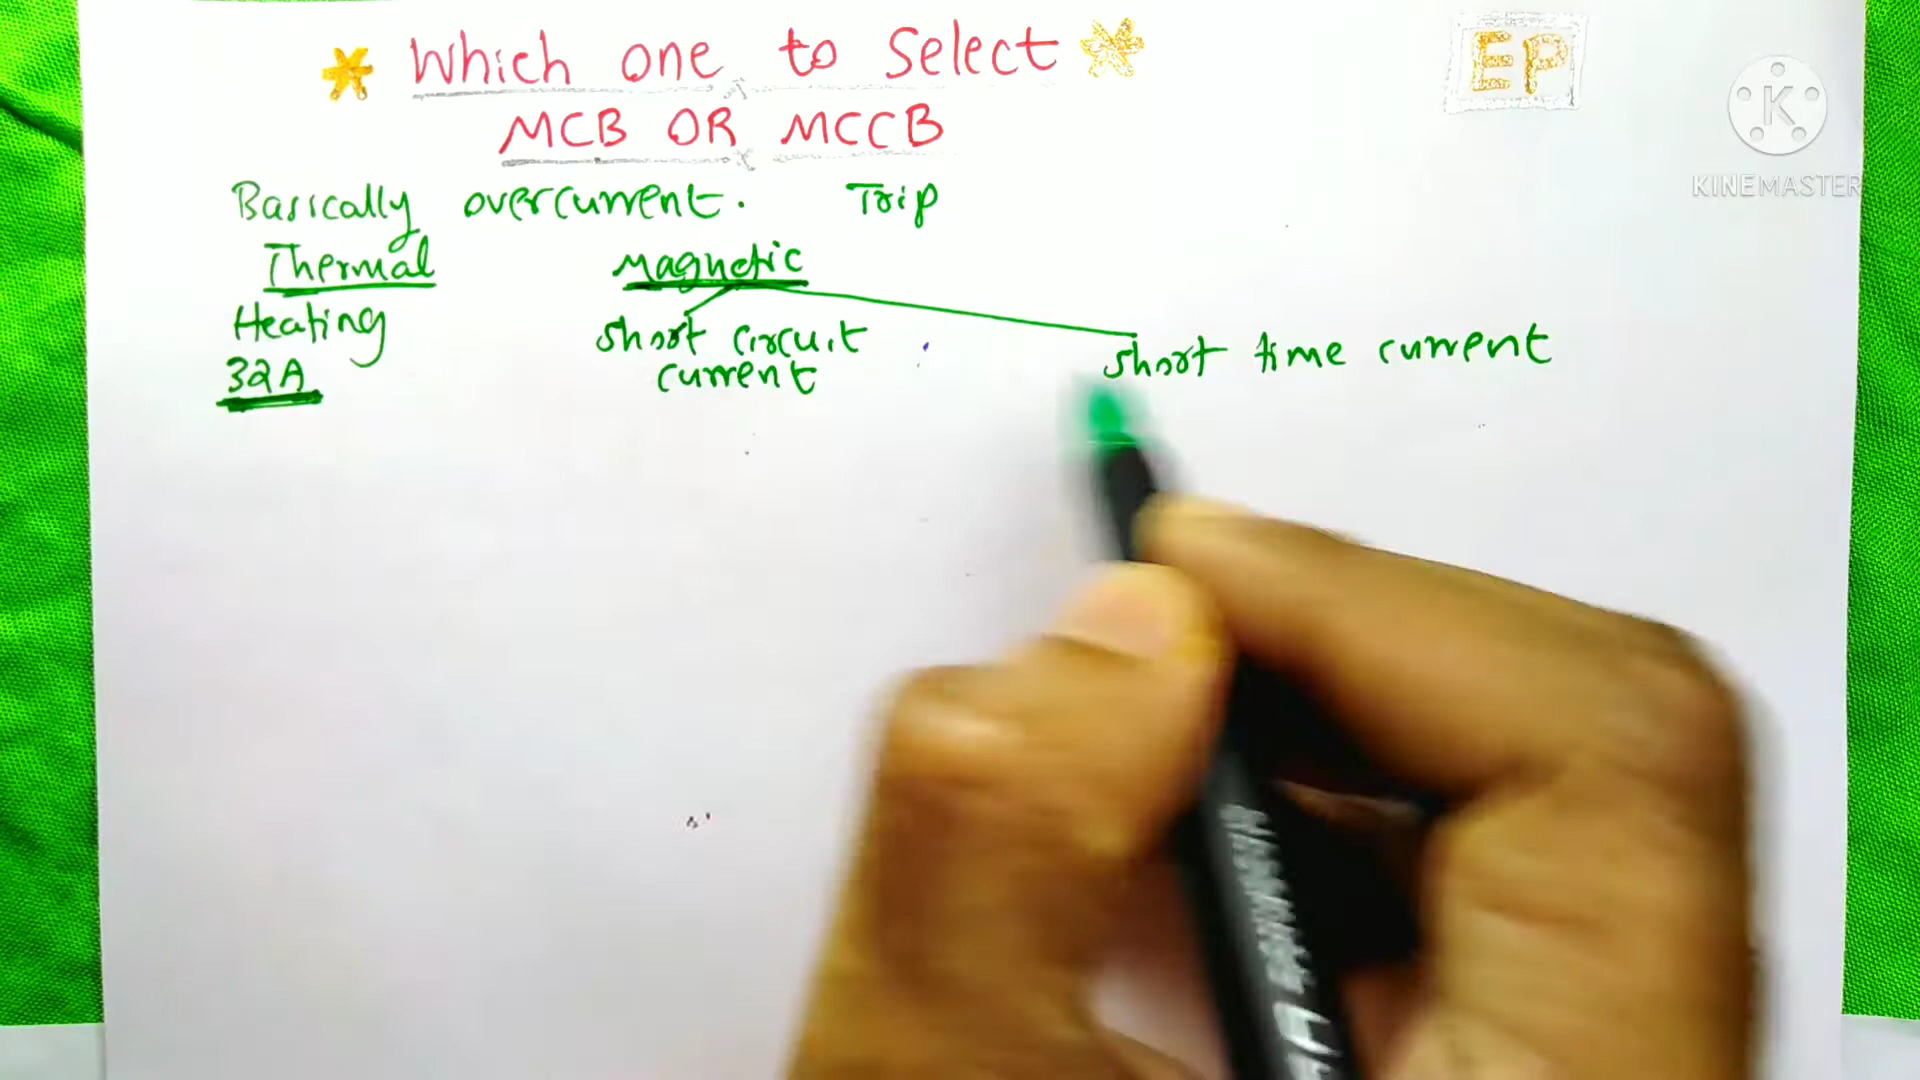 Which one to Select
MCB OR MCCB
EP
K
KINEMASTER
Basically overcurrent. Trip
Thermal Magnetic
Heating
32A
Short circuit
current
Short time current